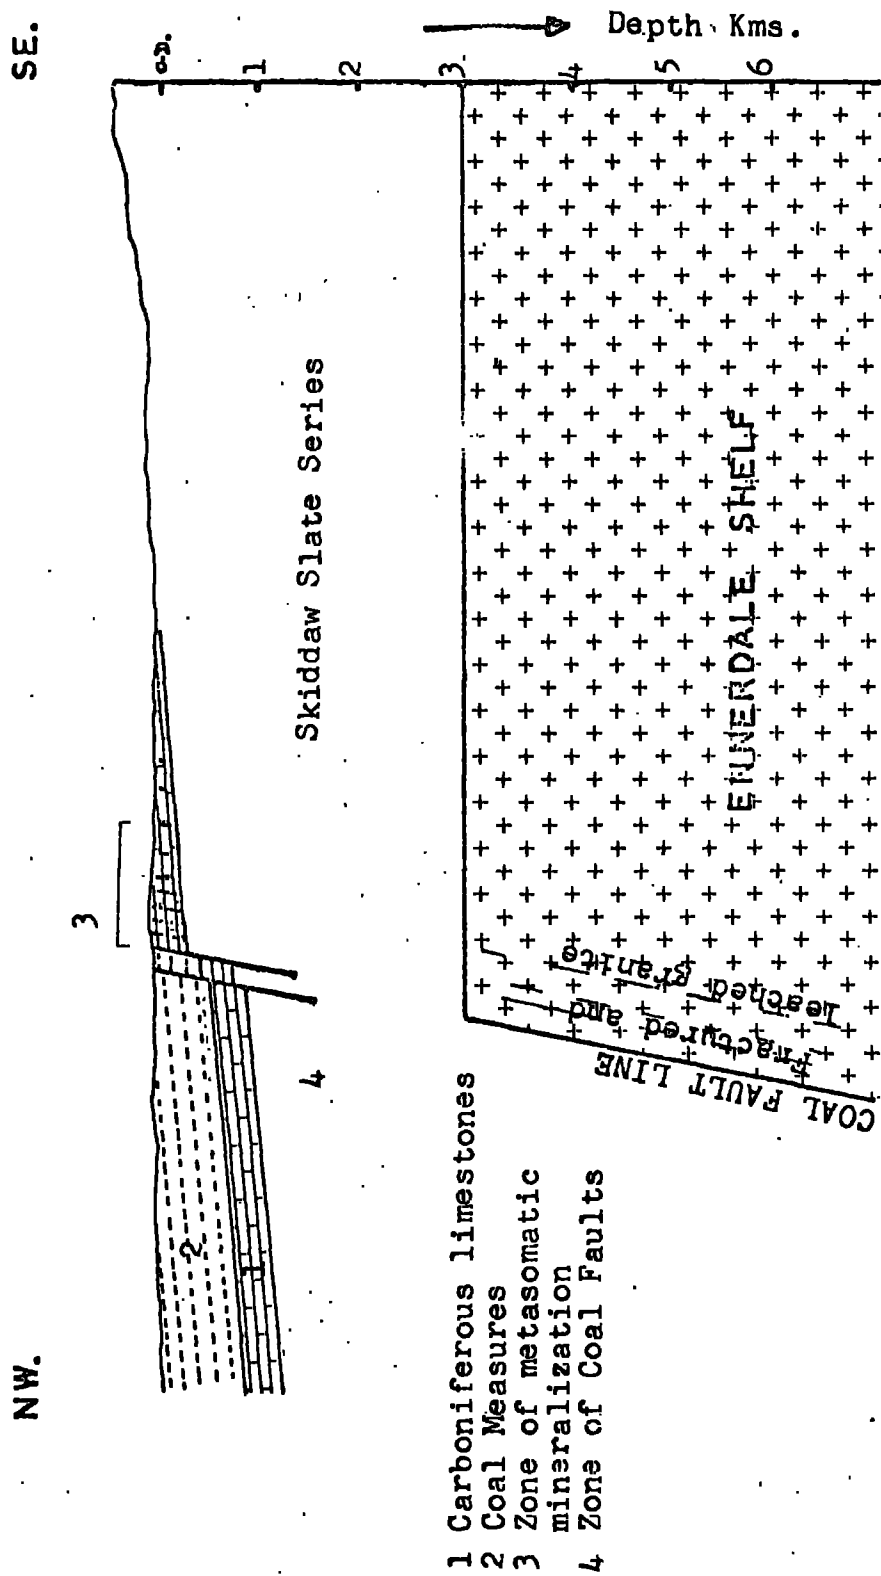 NW.
SE.
Depth Kms.
O.D.
1
2
3
4
5
6
3
2
1
4
Skiddaw Slate Series
ENNERDALE SHELF
Fractured and
Leached granite
COAL FAULT LINE
1 Carboniferous limestones
2 Coal Measures
3 Zone of metasomatic
mineralization
4 Zone of Coal Faults